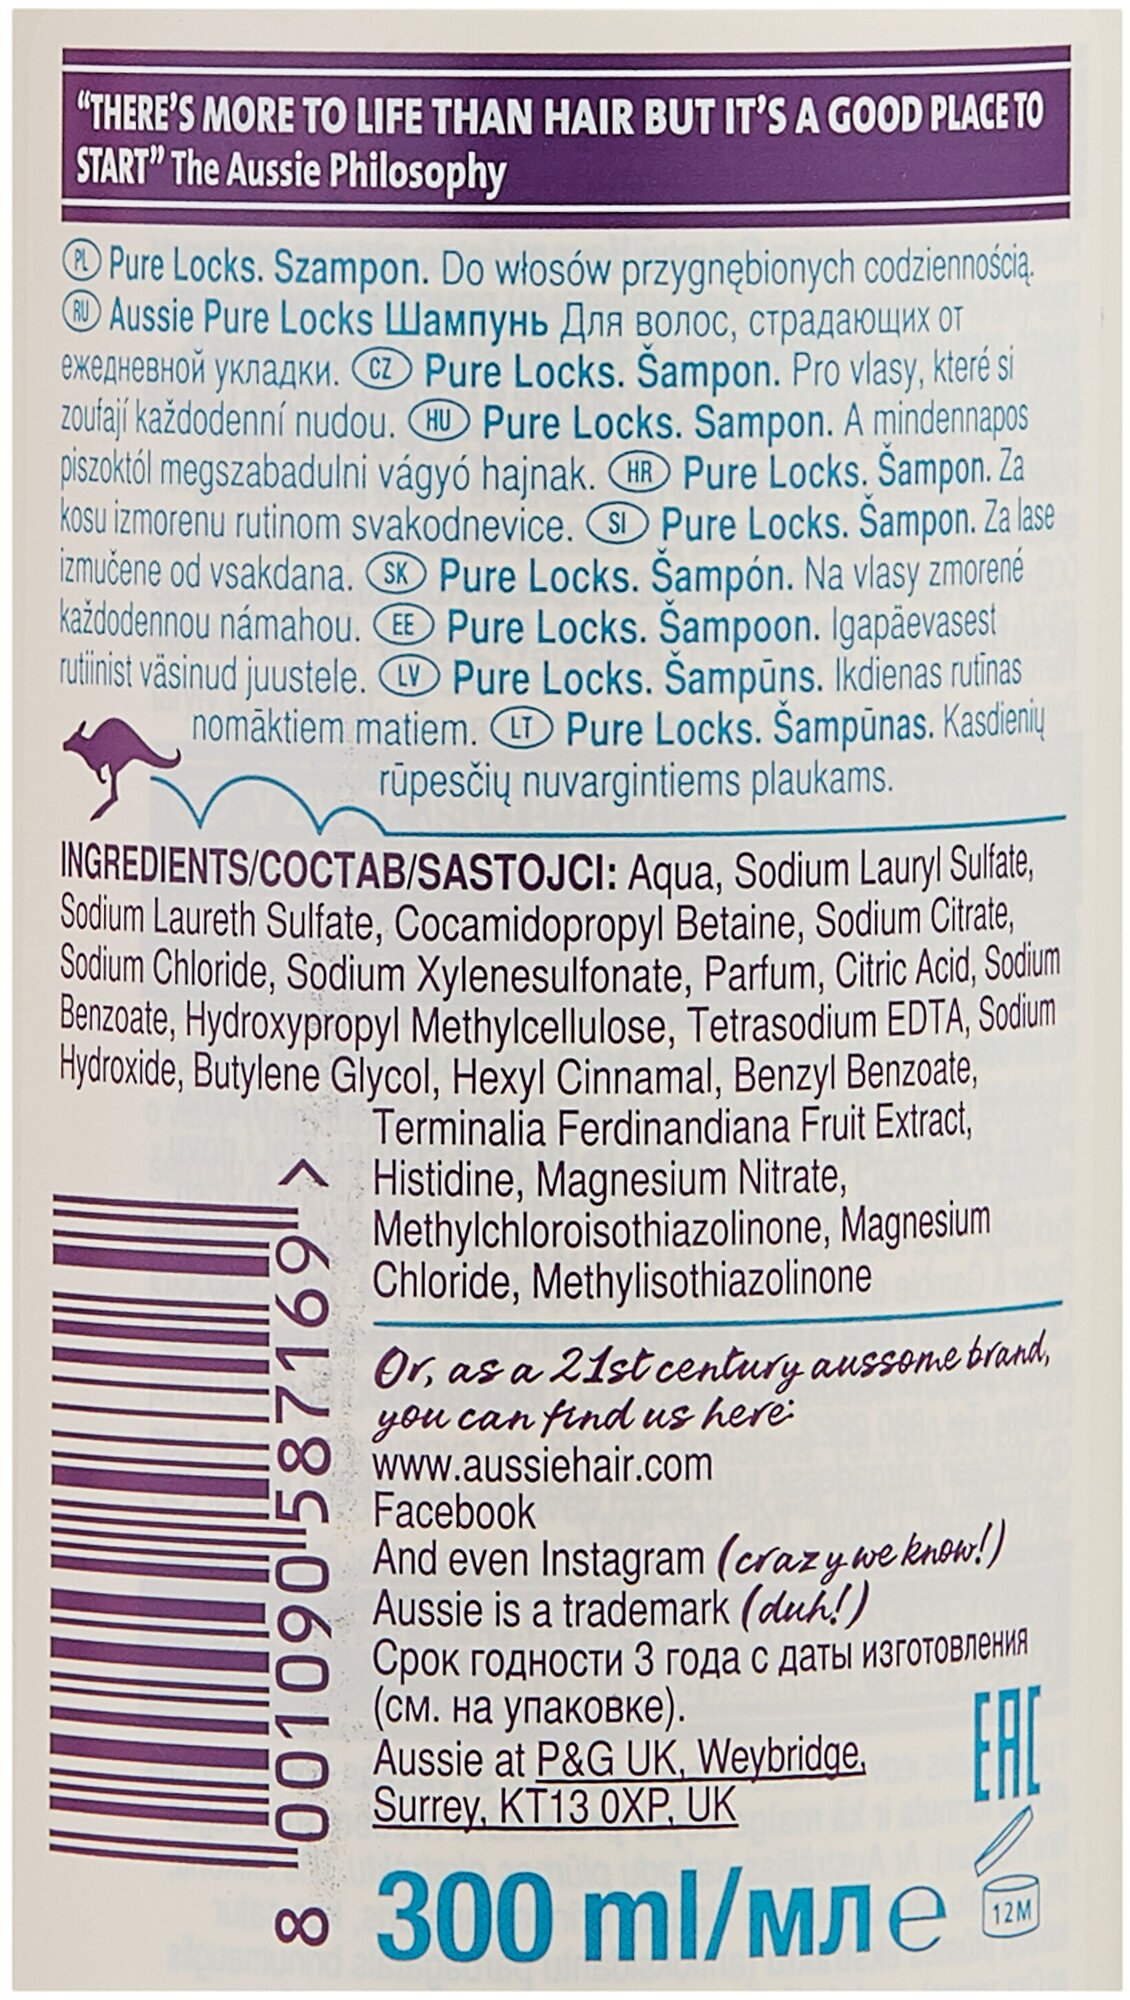 “THERE’S MORE TO LIFE THAN HAIR BUT IT’S A GOOD PLACE TO
START” The Aussie Philosophy
PL Pure Locks. Szampon. Do włosów przygnębionych codziennością.
RU Aussie Pure Locks Шампунь Для волос, страдающих от
ежедневной укладки. CZ Pure Locks. Šampon. Pro vlasy, které si
zoufají každodenní nudou. HU Pure Locks. Sampon. A mindennapos
piszoktól megszabadulni vágyó hajnak. HR Pure Locks. Šampon. Za
kosu izmorenu rutinom svakodnevice. SI Pure Locks. Šampon. Za lase
izmučene od vsakdana. SK Pure Locks. Šampón. Na vlasy zmorené
každodennou námahou. EE Pure Locks. Šampoon. Igapäevasest
rutiinist väsinud juustele. LV Pure Locks. Šampūns. Ikdienas rutīnas
nomāktiem matiem. LT Pure Locks. Šampūnas. Kasdienių
rūpesčių nuvargintiems plaukams.
INGREDIENTS/СОСТАВ/SASTOJCI: Aqua, Sodium Lauryl Sulfate,
Sodium Laureth Sulfate, Cocamidopropyl Betaine, Sodium Citrate,
Sodium Chloride, Sodium Xylenesulfonate, Parfum, Citric Acid, Sodium
Benzoate, Hydroxypropyl Methylcellulose, Tetrasodium EDTA, Sodium
Hydroxide, Butylene Glycol, Hexyl Cinnamal, Benzyl Benzoate,
Terminalia Ferdinandiana Fruit Extract,
Histidine, Magnesium Nitrate,
Methylchloroisothiazolinone, Magnesium
Chloride, Methylisothiazolinone
Or, as a 21st century aussome brand,
you can find us here:
www.aussiehair.com
Facebook
And even Instagram (crazy we know!)
Aussie is a trademark (duh!)
Срок годности 3 года с даты изготовления
(см. на упаковке).
Aussie at P&G UK, Weybridge,
Surrey, KT13 0XP, UK
EAC
300 ml/мл e
12M
8 001090 587169 >